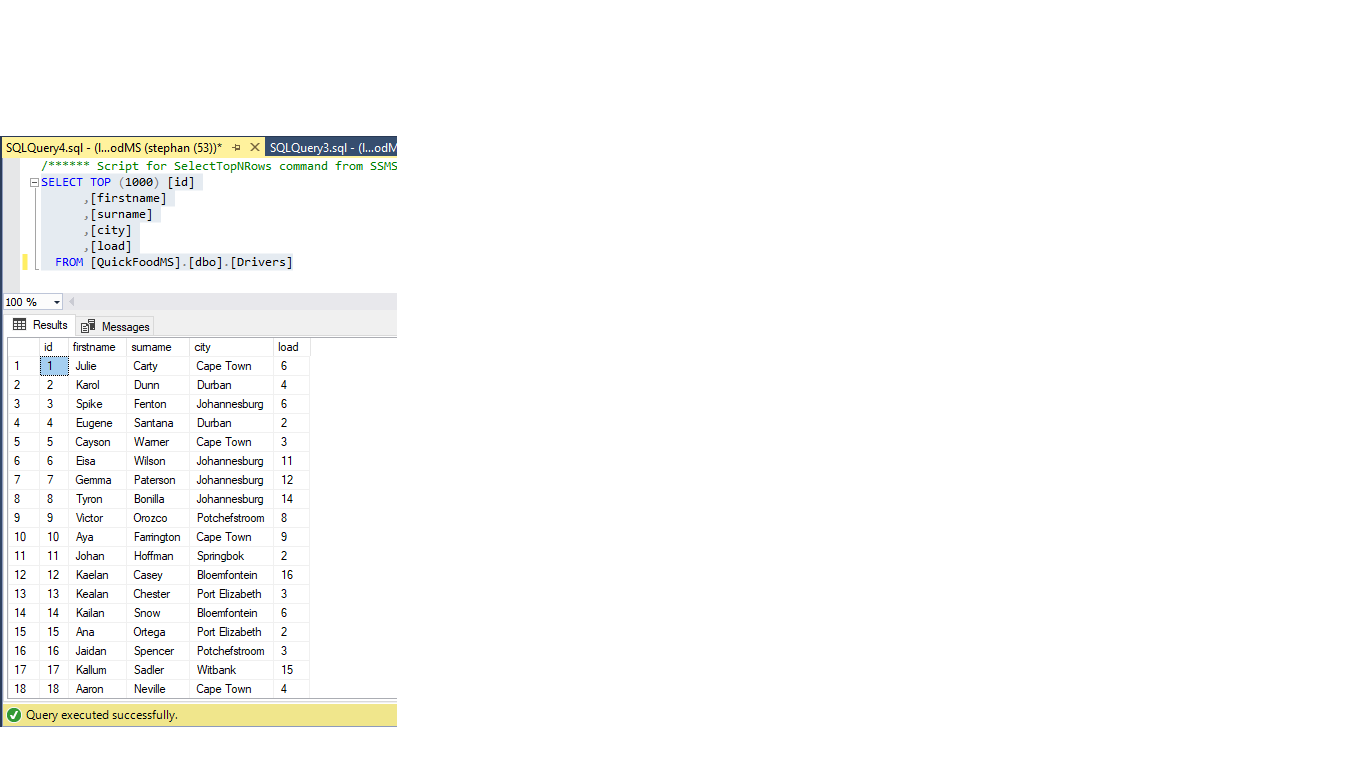 SQLQuery4.sql - (l...odMS (stephan (53))* SQLQuery3.sql - (l...odM
/****** Script for SelectTopNRows command from SSMS
SELECT TOP (1000) [id]
,[firstname]
,[surname]
,[city]
,[load]
FROM [QuickFoodMS].[dbo].[Drivers]
100 %
Results Messages
id firstname surname city load
1 1 Julie Carty Cape Town 6
2 2 Karol Dunn Durban 4
3 3 Spike Fenton Johannesburg 6
4 4 Eugene Santana Durban 2
5 5 Cayson Warner Cape Town 3
6 6 Eisa Wilson Johannesburg 11
7 7 Gemma Paterson Johannesburg 12
8 8 Tyron Bonilla Johannesburg 14
9 9 Victor Orozco Potchefstroom 8
10 10 Aya Farrington Cape Town 9
11 11 Johan Hoffman Springbok 2
12 12 Kaelan Casey Bloemfontein 16
13 13 Kealan Chester Port Elizabeth 3
14 14 Kailan Snow Bloemfontein 6
15 15 Ana Ortega Port Elizabeth 2
16 16 Jaidan Spencer Potchefstroom 3
17 17 Kallum Sadler Witbank 15
18 18 Aaron Neville Cape Town 4
Query executed successfully.